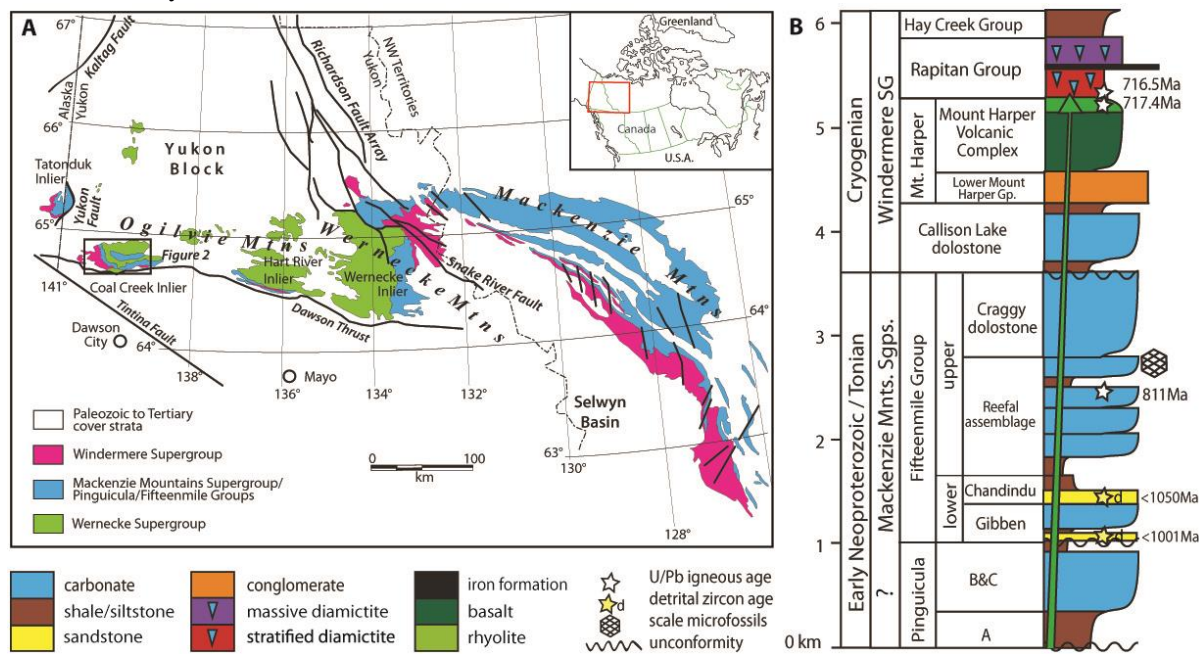 A
67°
Kaltag Fault
Alaska
Yukon
Richardson Fault Array
NW Territories
Yukon
Greenland
Canada
U.S.A.
66°
Yukon
Block
Tatonduk
Inlier
65°
Yukon
Fault
Ogilvie Mtns
Wernecke Mtns
Mackenzie Mtns
65°
Figure 2
Hart River
Inlier
Wernecke
Inlier
Snake River Fault
141°
Coal Creek Inlier
Dawson Thrust
64°
Tintina Fault
Dawson
City
64°
138°
Mayo
136°
134°
132°
Selwyn
Basin
63°
130°
128°
Paleozoic to Tertiary
cover strata
Windermere Supergroup
Mackenzie Mountains Supergroup/
Pinguicula/Fifteenmile Groups
Wernecke Supergroup
0 100
km
carbonate
shale/siltstone
sandstone
conglomerate
massive diamictite
stratified diamictite
iron formation
basalt
rhyolite
U/Pb igneous age
d
detrital zircon age
scale microfossils
unconformity
B
6
5
4
3
2
1
0 km
Cryogenian
Early Neoproterozoic / Tonian
Windermere SG
Mackenzie Mnts. Sgps.
?
Hay Creek Group
Rapitan Group
716.5Ma
717.4Ma
Mt. Harper
Mount Harper
Volcanic
Complex
Lower Mount
Harper Gp.
Callison Lake
dolostone
Fifteenmile Group
upper
Craggy
dolostone
Reefal
assemblage
811Ma
lower
Chandindu
d
<1050Ma
Gibben
d
<1001Ma
Pinguicula
B&C
A